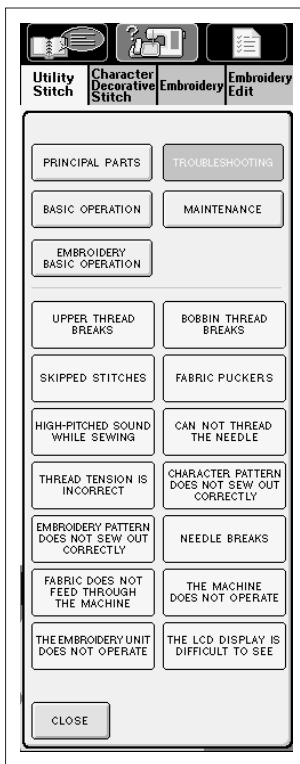 Utility
Stitch
Character
Decorative
Stitch
Embroidery
Embroidery
Edit
PRINCIPAL PARTS
TROUBLESHOOTING
BASIC OPERATION
MAINTENANCE
EMBROIDERY
BASIC OPERATION
UPPER THREAD
BREAKS
BOBBIN THREAD
BREAKS
SKIPPED STITCHES
FABRIC PUCKERS
HIGH-PITCHED SOUND
WHILE SEWING
CAN NOT THREAD
THE NEEDLE
THREAD TENSION IS
INCORRECT
CHARACTER PATTERN
DOES NOT SEW OUT
CORRECTLY
EMBROIDERY PATTERN
DOES NOT SEW OUT
CORRECTLY
NEEDLE BREAKS
FABRIC DOES NOT
FEED THROUGH
THE MACHINE
THE MACHINE
DOES NOT OPERATE
THE EMBROIDERY UNIT
DOES NOT OPERATE
THE LCD DISPLAY IS
DIFFICULT TO SEE
CLOSE